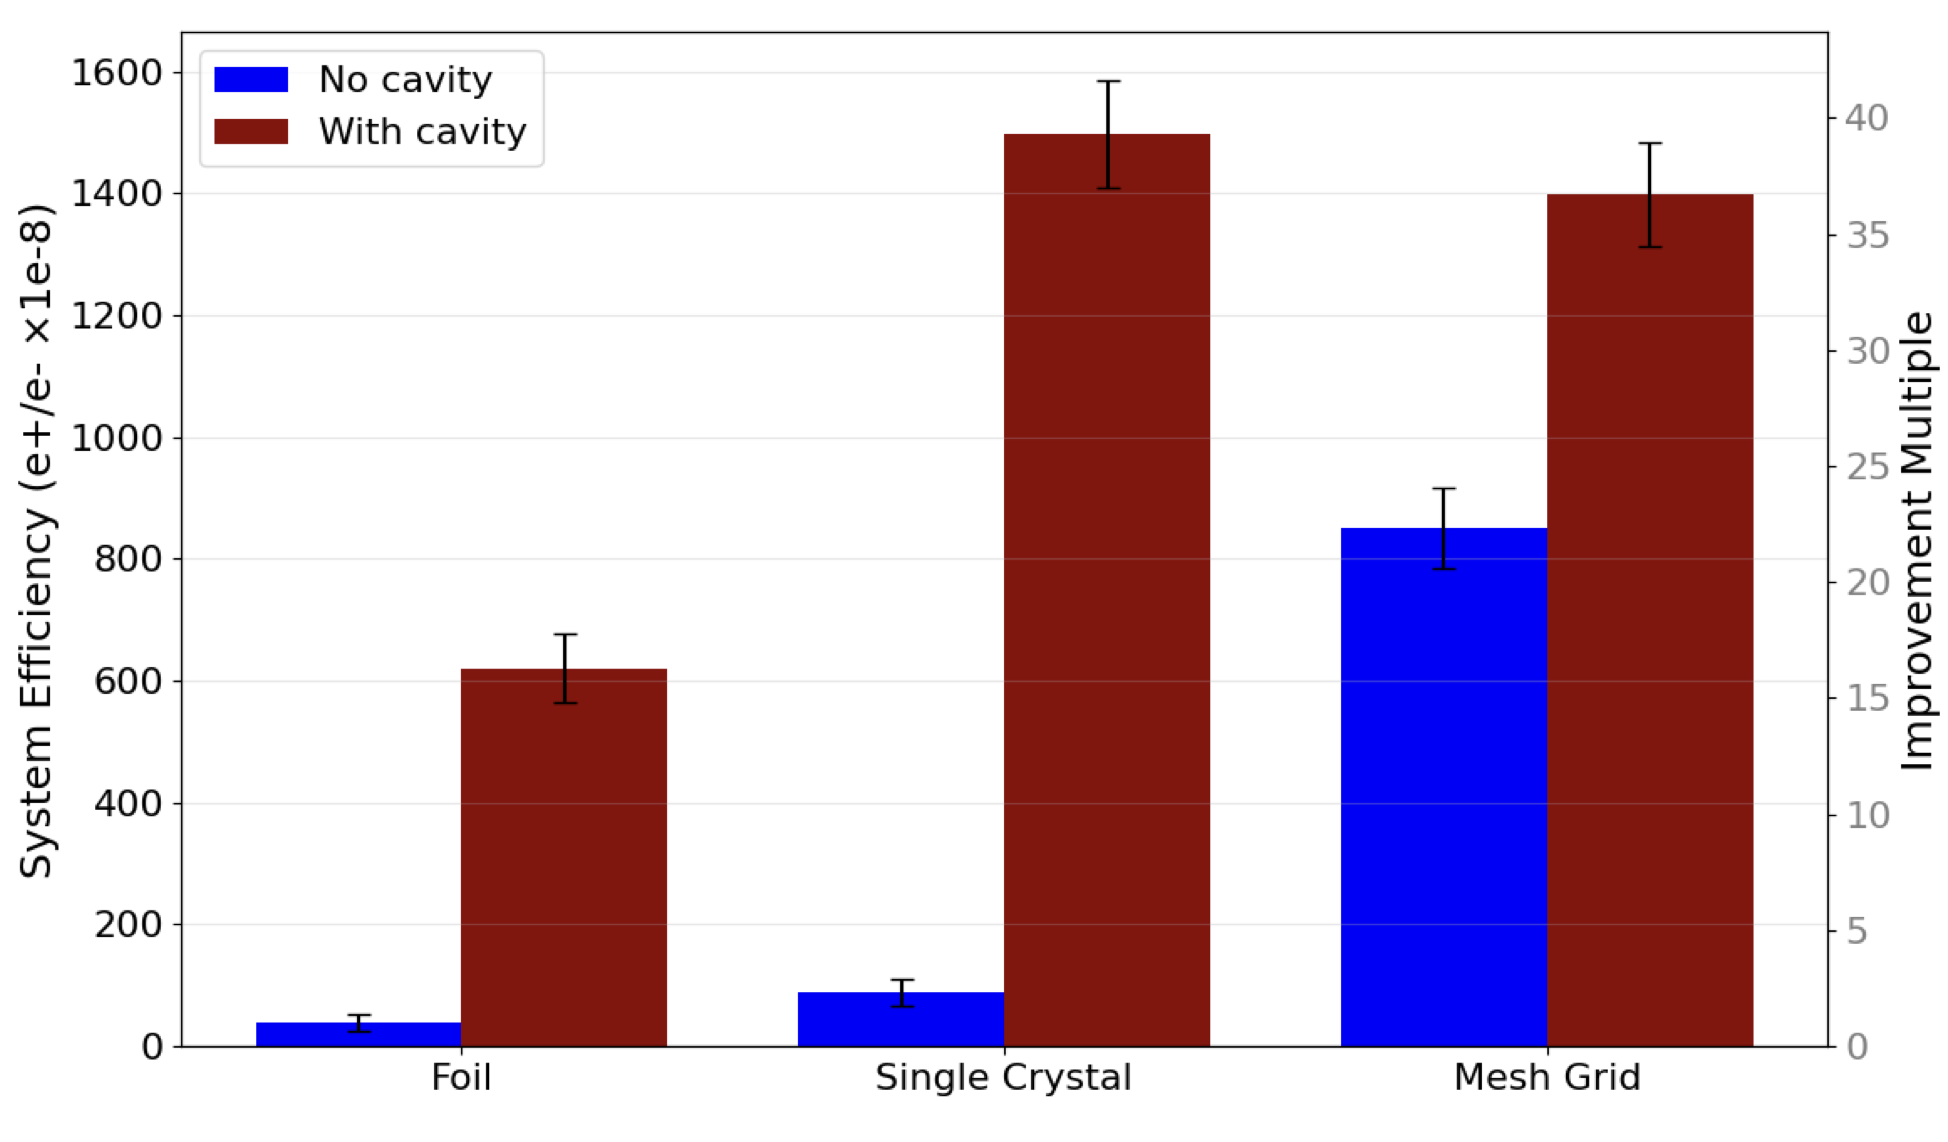 No cavity
With cavity
System Efficiency (e+/e- ×1e-8)
1600
1400
1200
1000
800
600
400
200
0
40
35
30
25
20
15
10
5
0
Improvement Multiple
Foil
Single Crystal
Mesh Grid